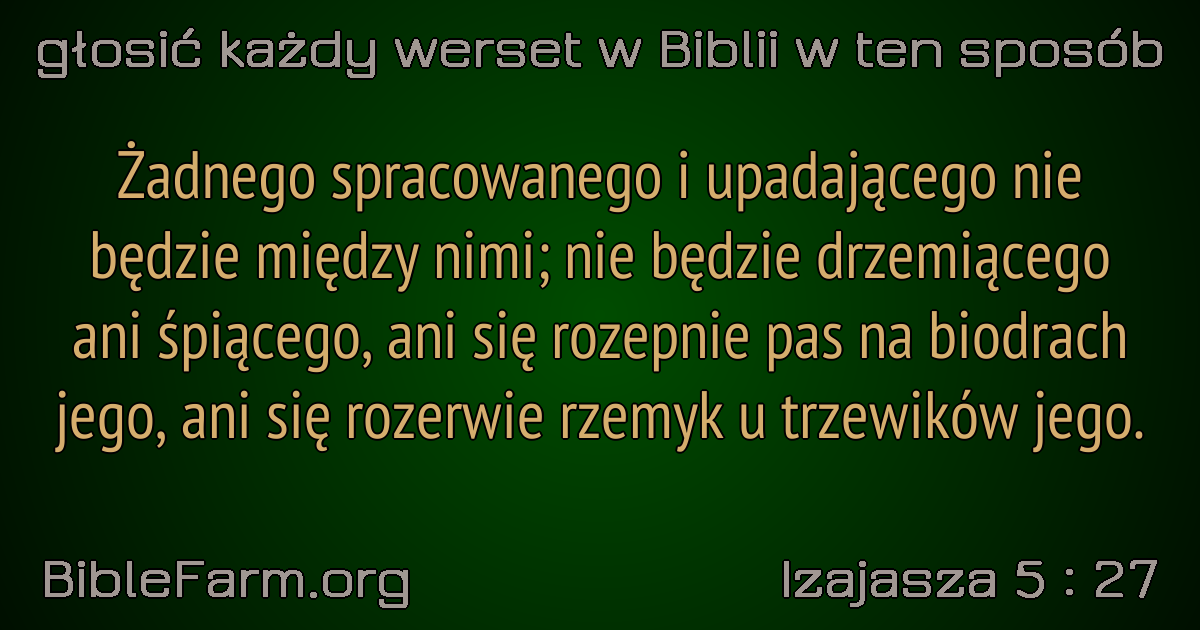 głosić każdy werset w Biblii w ten sposób
Żadnego spracowanego i upadającego nie
będzie między nimi; nie będzie drzemiącego
ani śpiącego, ani się rozepnie pas na biodrach
jego, ani się rozerwie rzemyk u trzewików jego.
BibleFarm.org
Izajasza 5 : 27